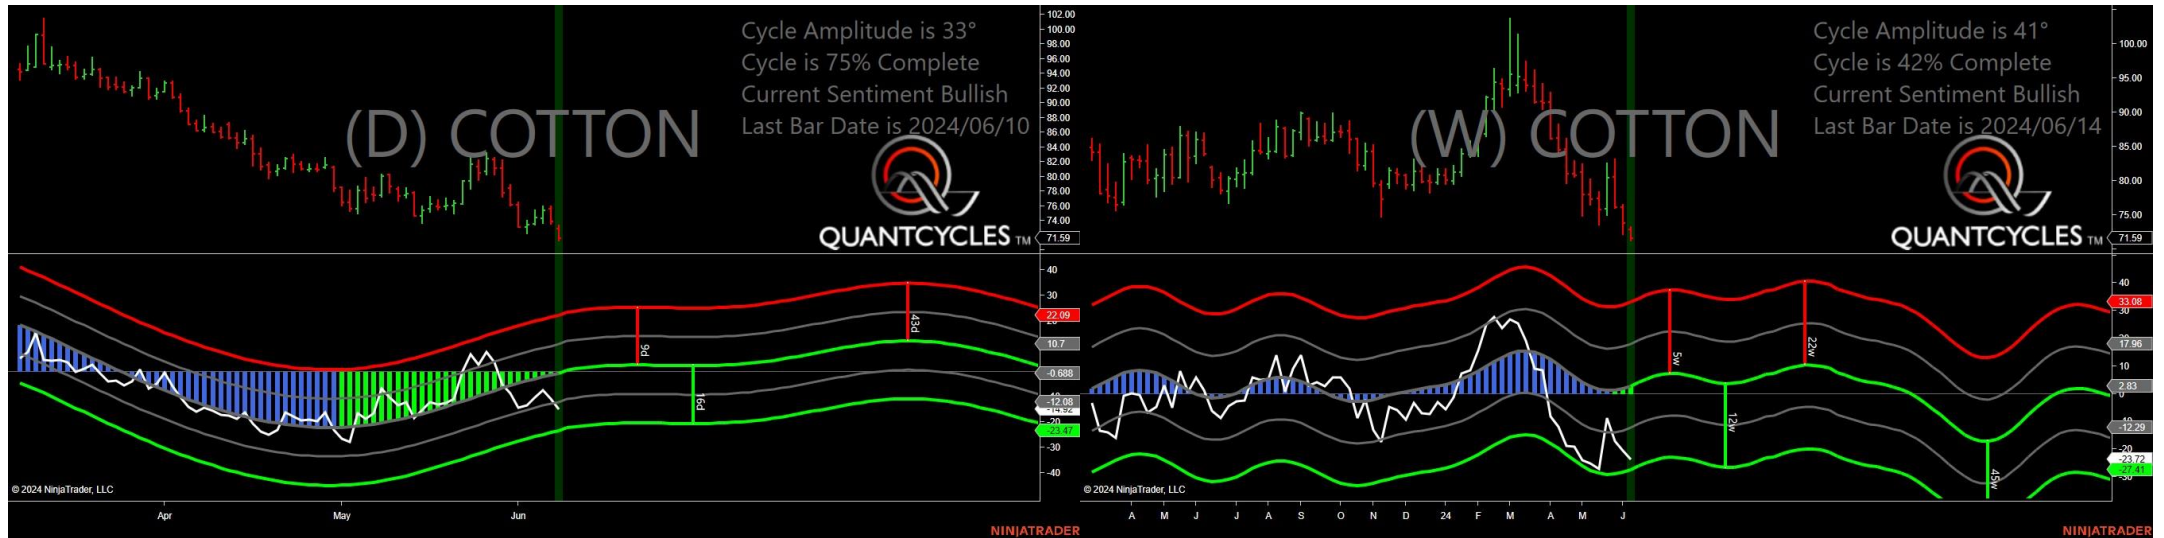 Cycle Amplitude is 33°
Cycle is 75% Complete
Current Sentiment Bullish
Last Bar Date is 2024/06/10
(D) COTTON
QUANTCYCLES TM
102.00
100.00
98.00
96.00
94.00
92.00
90.00
88.00
86.00
84.00
82.00
80.00
78.00
76.00
74.00
71.59
40
30
22.09
10.7
-0.688
-12.08
-14.92
-23.47
-30
-40
9d
16d
43d
© 2024 NinjaTrader, LLC
Apr May Jun
NINJATRADER
Cycle Amplitude is 41°
Cycle is 42% Complete
Current Sentiment Bullish
Last Bar Date is 2024/06/14
(W) COTTON
QUANTCYCLES TM
100.00
95.00
90.00
85.00
80.00
75.00
71.59
40
33.08
30
17.96
10
2.83
0
-12.29
-20
-23.72
-27.41
-30
5w
12w
22w
45w
© 2024 NinjaTrader, LLC
A M J J A S O N D 24 F M A M J
NINJATRADER